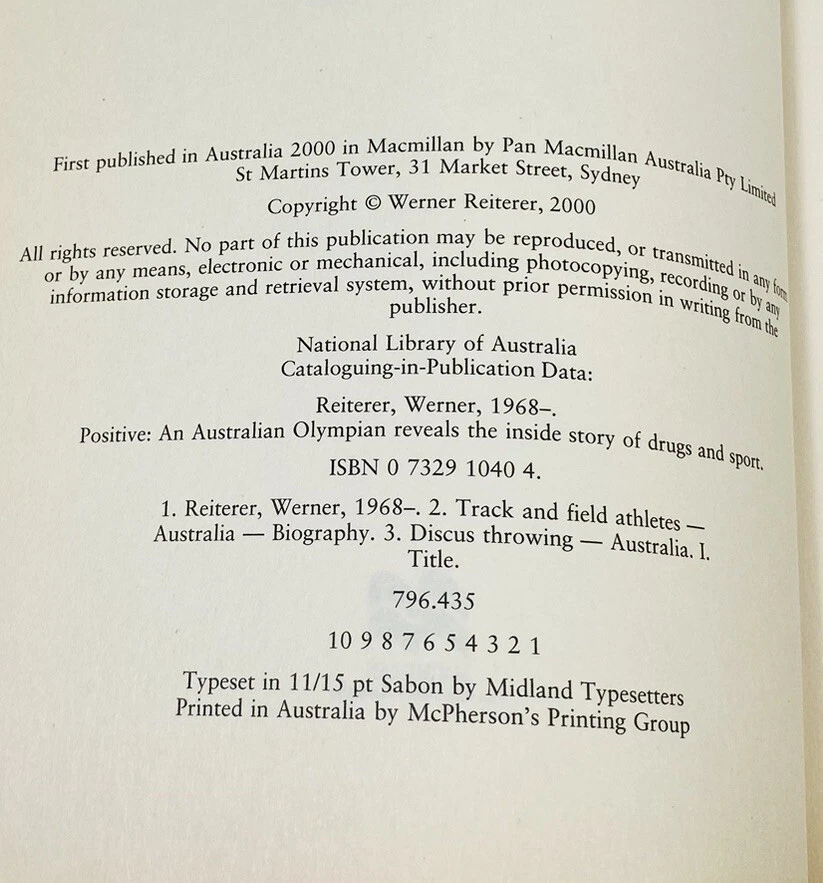 First published in Australia 2000 in Macmillan by Pan Macmillan Australia Pty Limited
St Martins Tower, 31 Market Street, Sydney
Copyright © Werner Reiterer, 2000
All rights reserved. No part of this publication may be reproduced, or transmitted in any form
or by any means, electronic or mechanical, including photocopying, recording or by any
information storage and retrieval system, without prior permission in writing from the
publisher.
National Library of Australia
Cataloguing-in-Publication Data:
Reiterer, Werner, 1968–.
Positive: An Australian Olympian reveals the inside story of drugs and sport.
ISBN 0 7329 1040 4.
1. Reiterer, Werner, 1968–. 2. Track and field athletes —
Australia — Biography. 3. Discus throwing — Australia. I.
Title.
796.435
10 9 8 7 6 5 4 3 2 1
Typeset in 11/15 pt Sabon by Midland Typesetters
Printed in Australia by McPherson's Printing Group